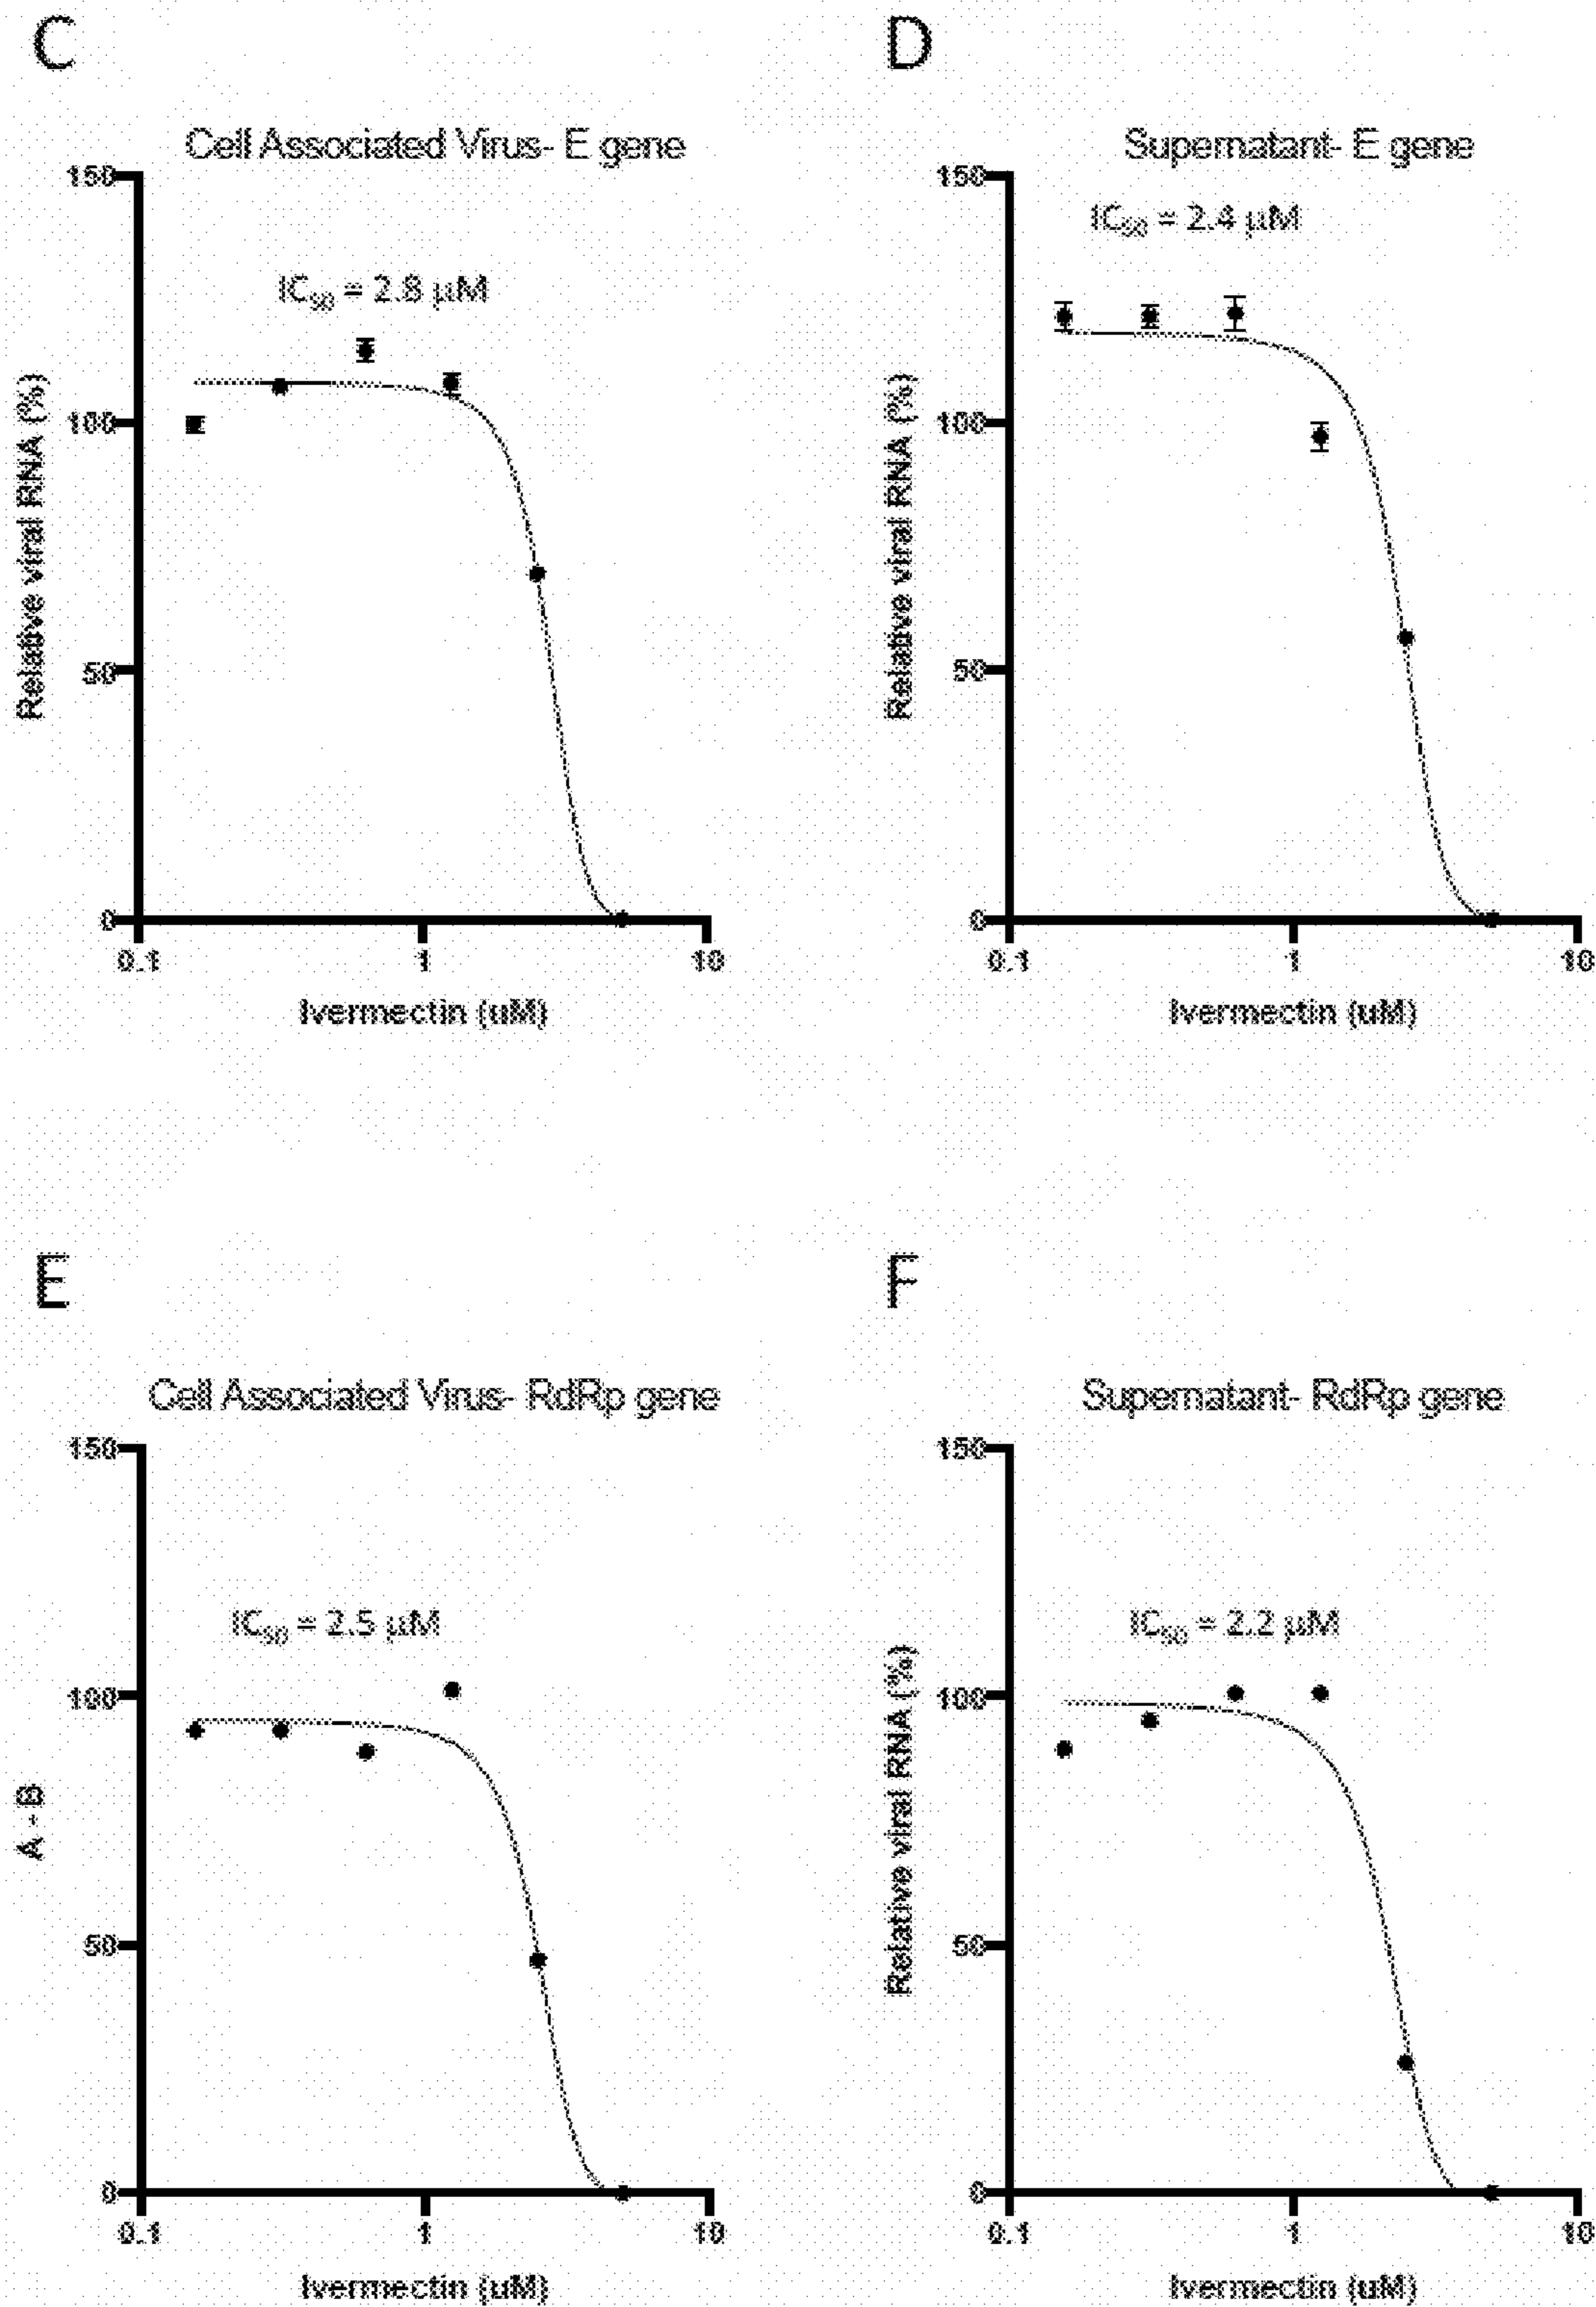 C
Cell Associated Virus- E gene
150
100
50
0
Relative viral RNA (%)
IC50 = 2.8 µM
0.1
1
10
Ivermectin (uM)
D
Supernatant- E gene
150
100
50
0
Relative viral RNA (%)
IC50 = 2.4 µM
0.1
1
10
Ivermectin (uM)
E
Cell Associated Virus- RdRp gene
150
100
50
0
A - B
IC50 = 2.5 µM
0.1
1
10
Ivermectin (uM)
F
Supernatant- RdRp gene
150
100
50
0
Relative viral RNA (%)
IC50 = 2.2 µM
0.1
1
10
Ivermectin (uM)